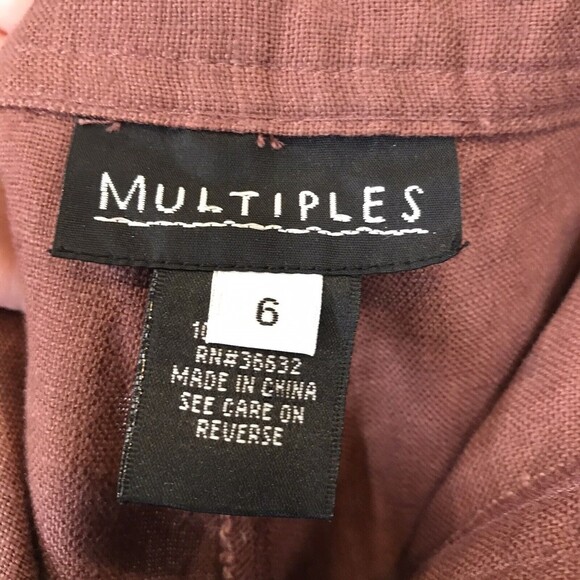 MULTIPLES
6
RN#36632
MADE IN CHINA
SEE CARE ON
REVERSE